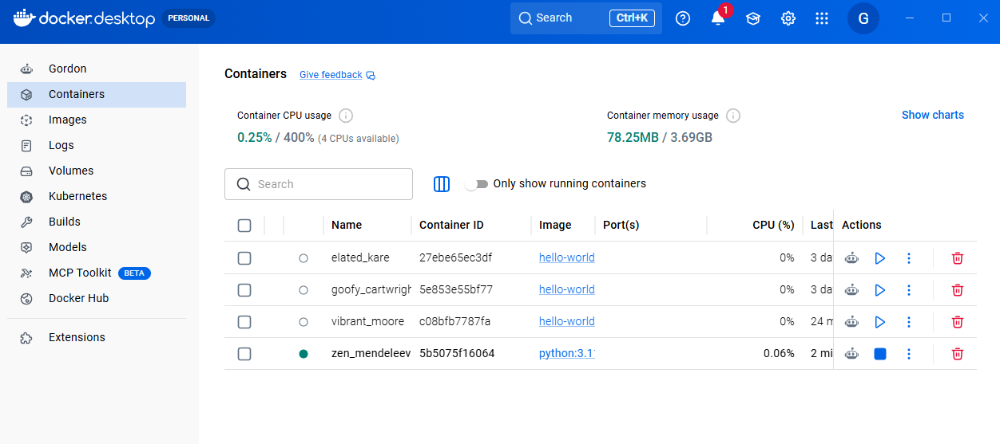 docker.desktop PERSONAL Search Ctrl+K 1 G
Gordon
Containers
Images
Logs
Volumes
Kubernetes
Builds
Models
MCP Toolkit BETA
Docker Hub
Extensions
Containers Give feedback
Container CPU usage Container memory usage Show charts
0.25% / 400% (4 CPUs available) 78.25MB / 3.69GB
Search Only show running containers
Name Container ID Image Port(s) CPU (%) Last Actions
elated_kare 27ebe65ec3df hello-world 0% 3 da
goofy_cartwrigh 5e853e55bf77 hello-world 0% 3 da
vibrant_moore c08bfb7787fa hello-world 0% 24 m
zen_mendeleev 5b5075f16064 python:3.1 0.06% 2 mi